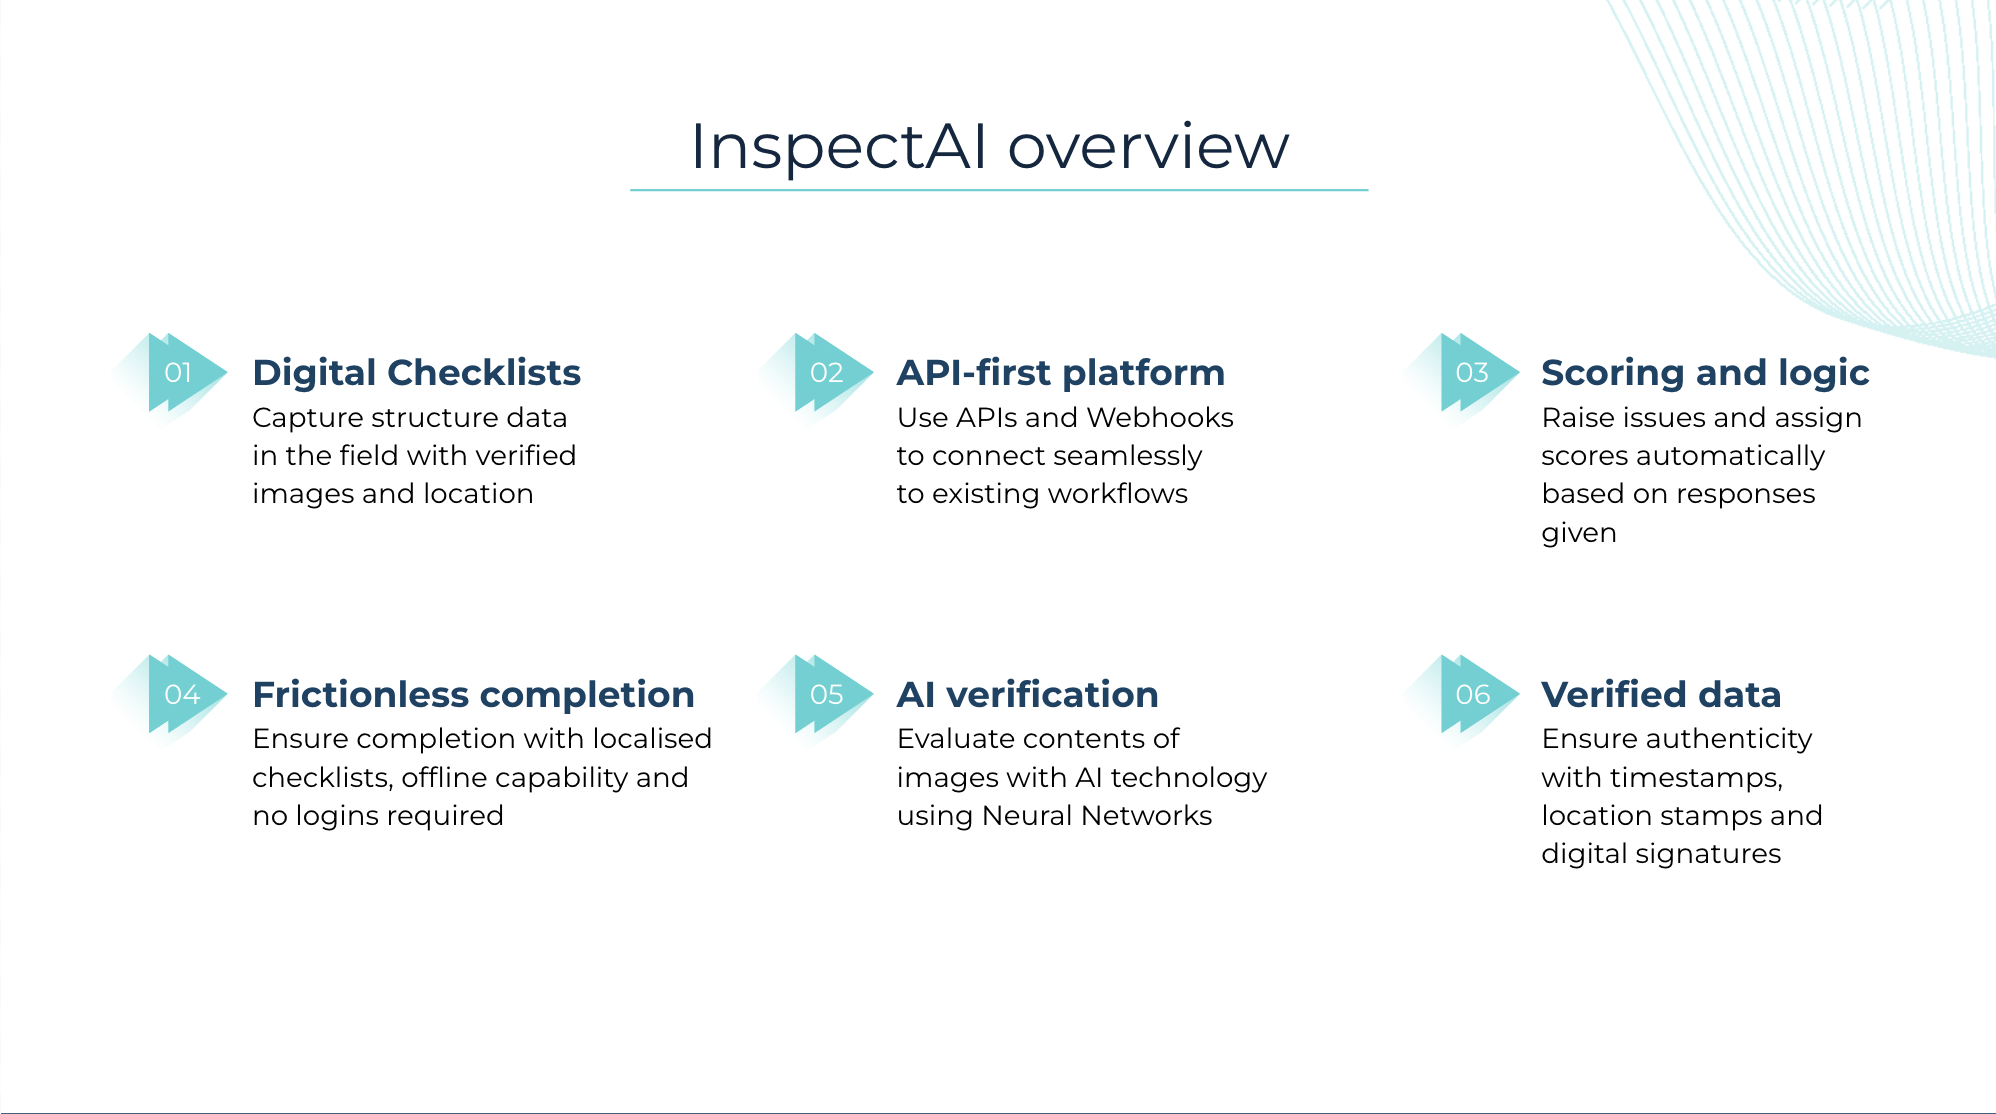 InspectAI overview
01
Digital Checklists
Capture structure data
in the field with verified
images and location
02
API-first platform
Use APIs and Webhooks
to connect seamlessly
to existing workflows
03
Scoring and logic
Raise issues and assign
scores automatically
based on responses
given
04
Frictionless completion
Ensure completion with localised
checklists, offline capability and
no logins required
05
AI verification
Evaluate contents of
images with AI technology
using Neural Networks
06
Verified data
Ensure authenticity
with timestamps,
location stamps and
digital signatures